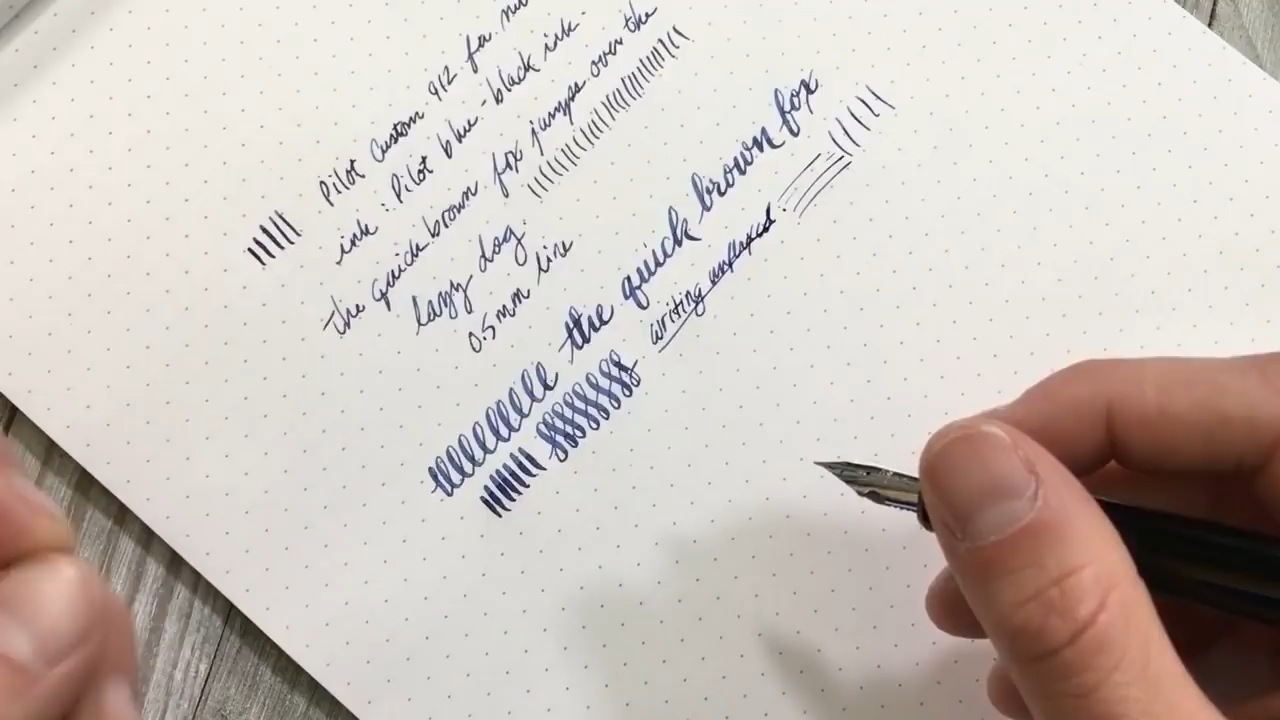 Pilot Custom 912 fa
ink : Pilot blue-black ink.
The quick brown fox jumps over the
lazy dog
0.5mm line
the quick brown fox
writing unflexed.